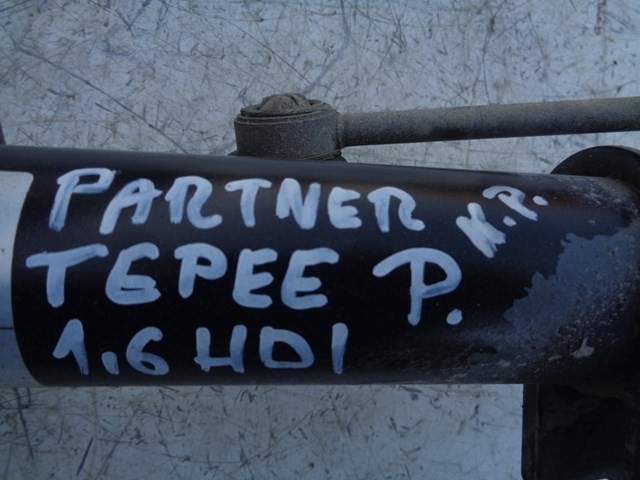 PARTNER
TEPEE P. K.P.
1.6 HDI